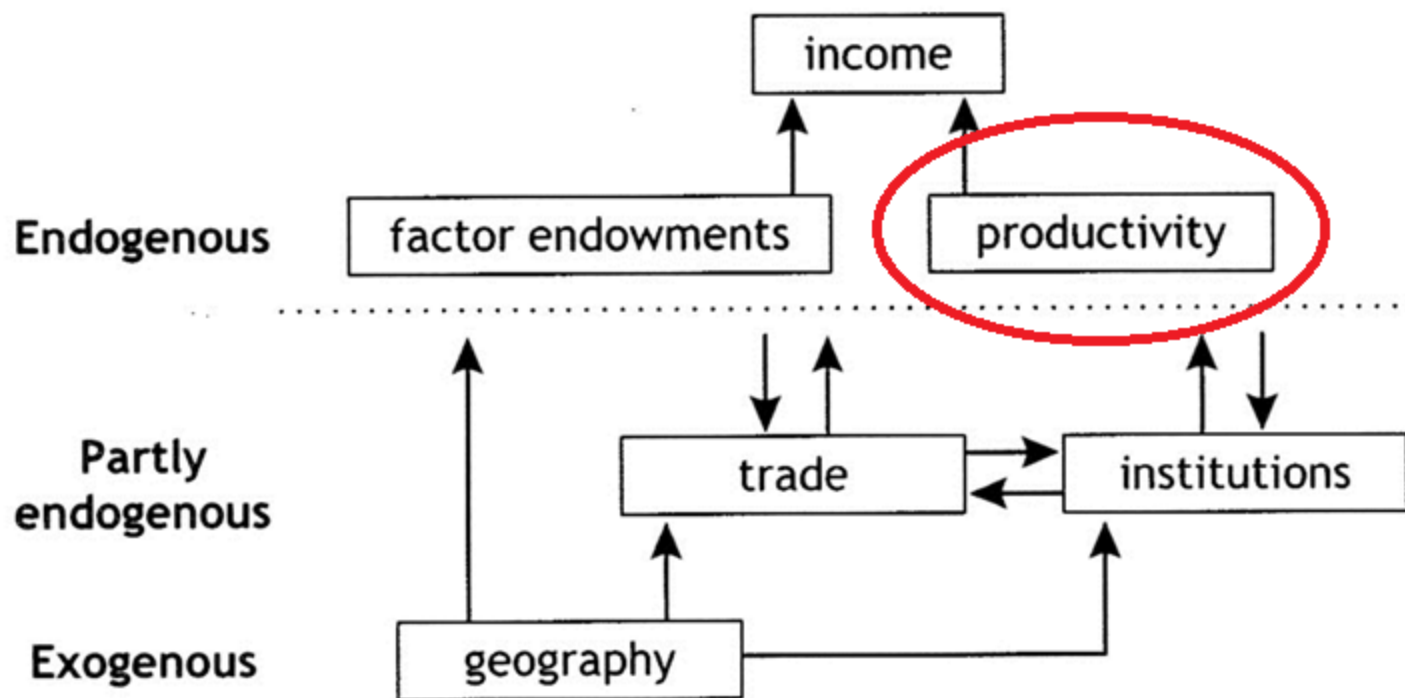 income
Endogenous
factor endowments
productivity
Partly
endogenous
trade
institutions
Exogenous
geography